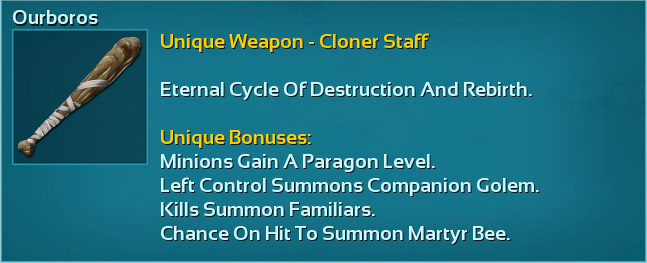 Ourboros
Unique Weapon - Cloner Staff
Eternal Cycle Of Destruction And Rebirth.
Unique Bonuses:
Minions Gain A Paragon Level.
Left Control Summons Companion Golem.
Kills Summon Familiars.
Chance On Hit To Summon Martyr Bee.